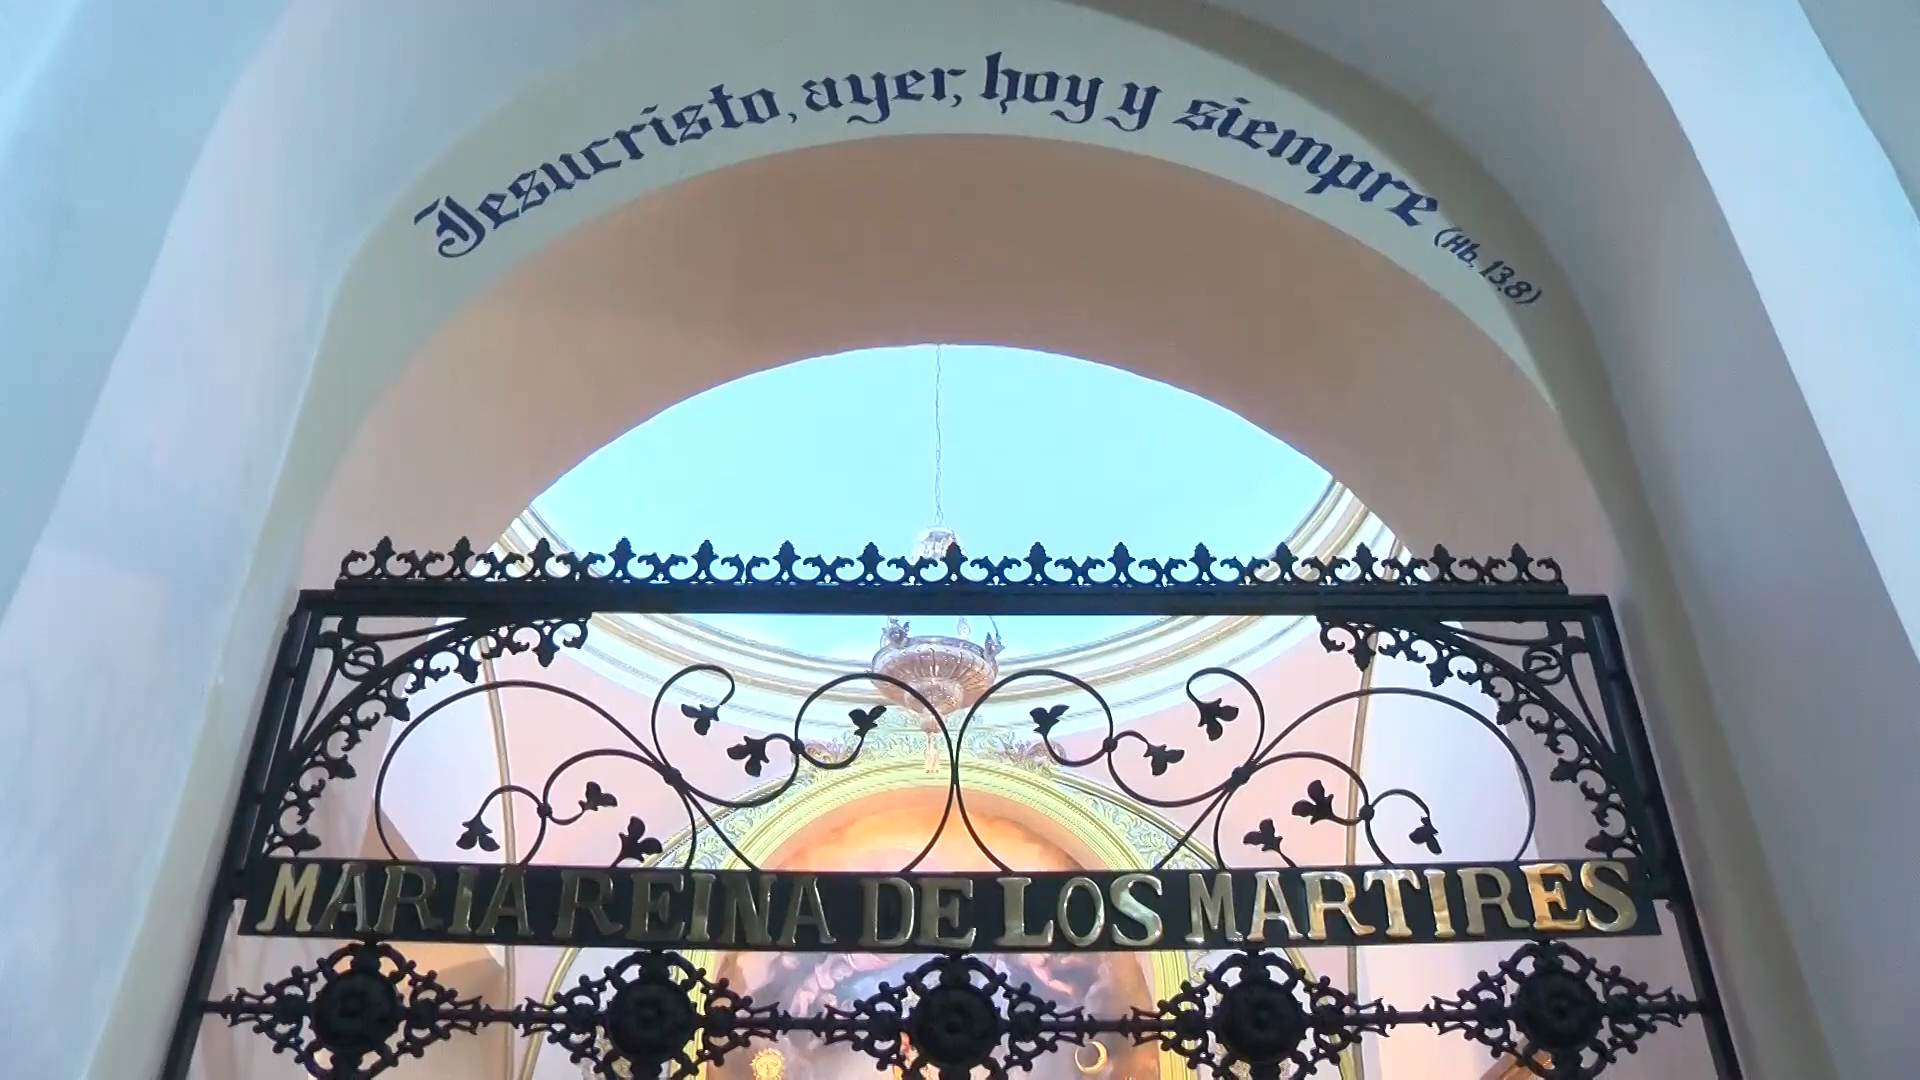 Jesucristo, ayer, hoy y siempre (Hb, 13,8)
MARIA REINA DE LOS MARTIRES